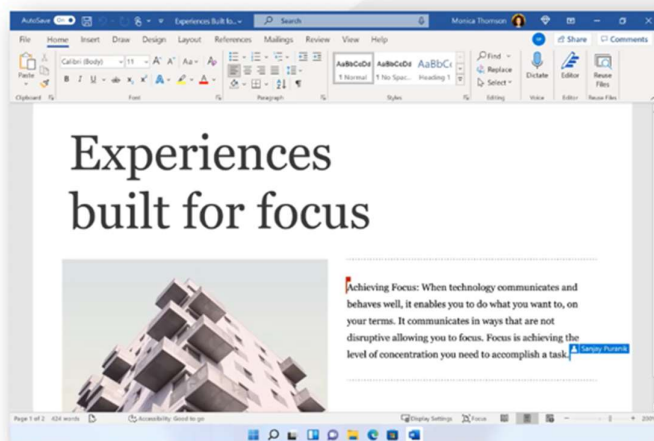 AutoSave On Experiences Built fo... Search Monica Thomson
File Home Insert Draw Design Layout References Mailings Review View Help Share Comments
Paste Calibri (Body) 11 AaBbCcDd AaBbCcDd AaBbCc Find
Replace Dictate Editor Reuse
B I U 1 Normal 1 No Spac... Heading 1 Select Files
Clipboard Font Paragraph Styles Editing Voice Editor Reuse Files
Experiences
built for focus
Achieving Focus: When technology communicates and
behaves well, it enables you to do what you want to, on
your terms. It communicates in ways that are not
disruptive allowing you to focus. Focus is achieving the
level of concentration you need to accomplish a task.
Sanjay Puranik
Page 1 of 2 424 words Accessibility: Good to go Display Settings Focus